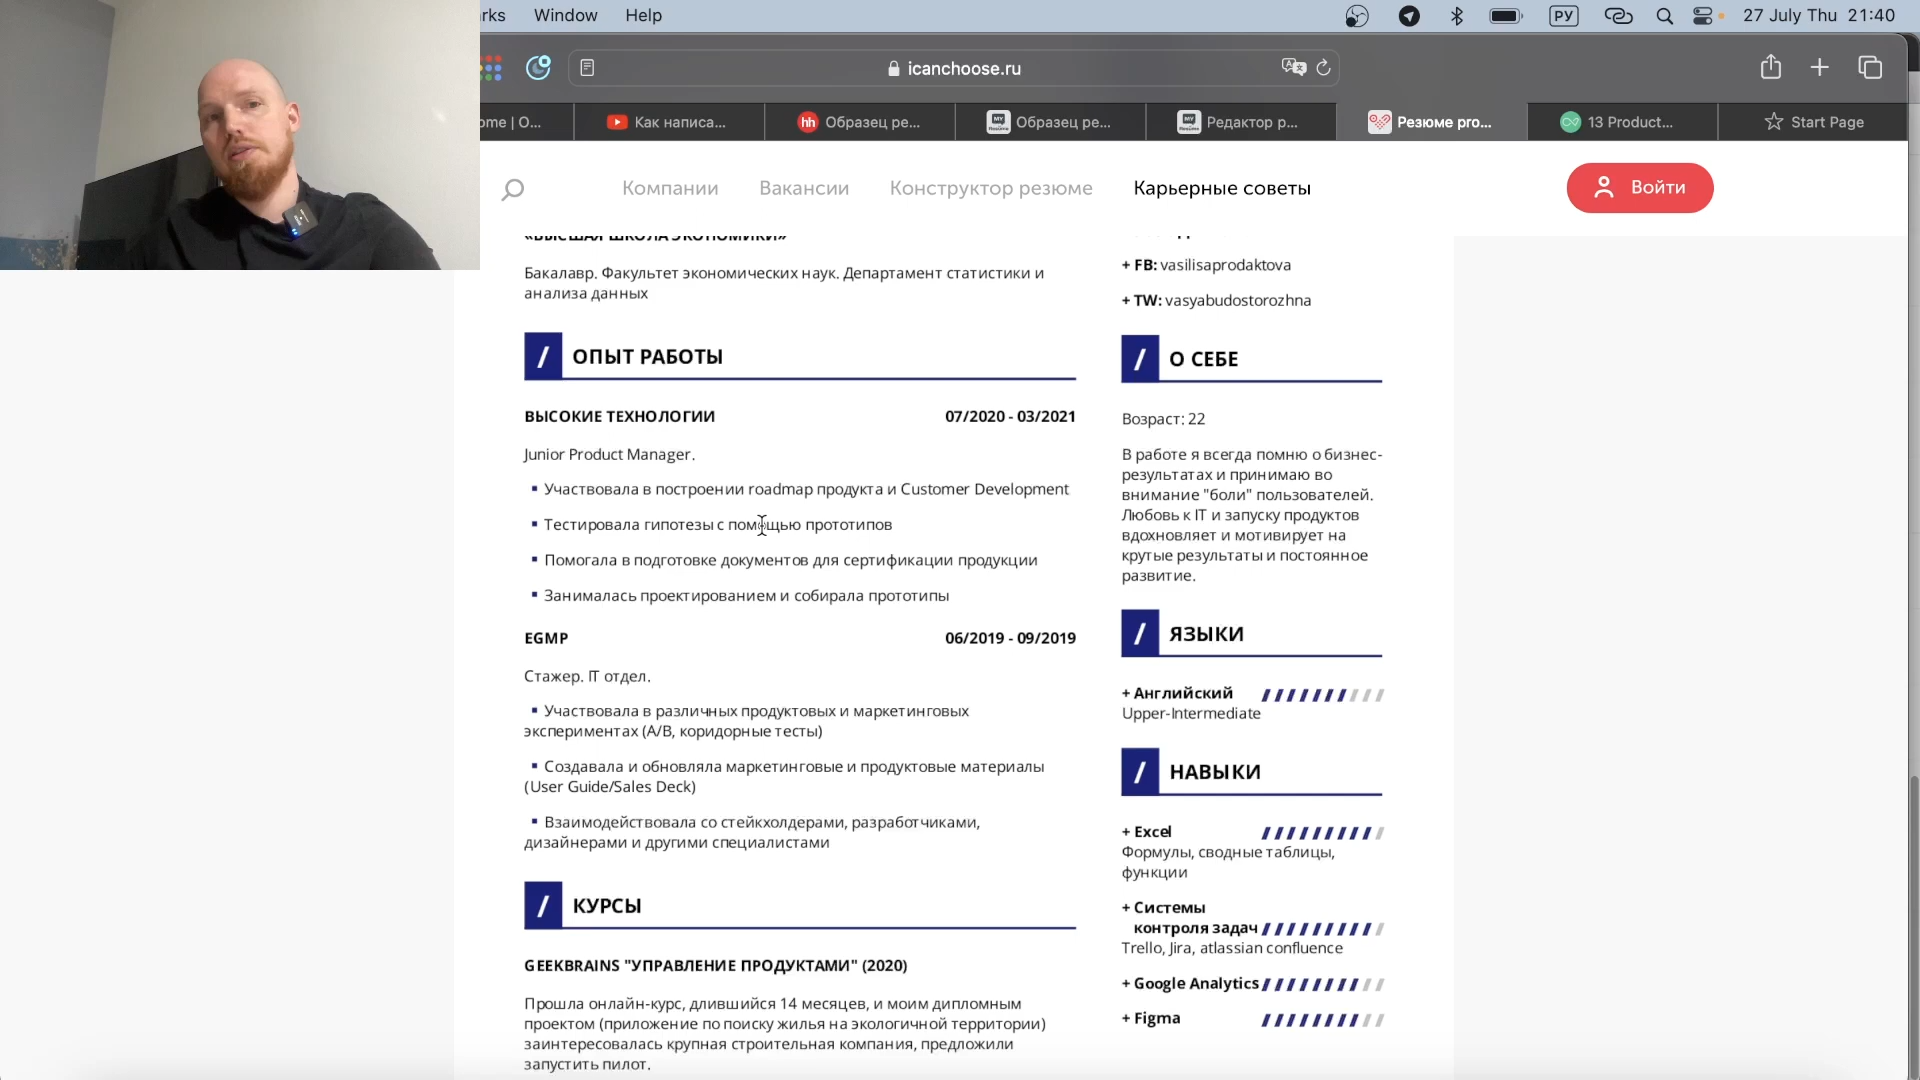 Window Help
РУ
27 July Thu 21:40
icanchoose.ru
ome | O...
Как написа...
hh
Образец ре...
MY
Образец ре...
MY
Редактор р...
Резюме pro...
13 Product...
Start Page
Компании
Вакансии
Конструктор резюме
Карьерные советы
Войти
«ВЫСШАЯ ШКОЛА ЭКОНОМИКИ»
Бакалавр. Факультет экономических наук. Департамент статистики и
анализа данных
/ ОПЫТ РАБОТЫ
ВЫСОКИЕ ТЕХНОЛОГИИ 07/2020 - 03/2021
Junior Product Manager.
▪ Участвовала в построении roadmap продукта и Customer Development
▪ Тестировала гипотезы с помощью прототипов
▪ Помогала в подготовке документов для сертификации продукции
▪ Занималась проектированием и собирала прототипы
EGMP 06/2019 - 09/2019
Стажер. IT отдел.
▪ Участвовала в различных продуктовых и маркетинговых
экспериментах (A/B, коридорные тесты)
▪ Создавала и обновляла маркетинговые и продуктовые материалы
(User Guide/Sales Deck)
▪ Взаимодействовала со стейкхолдерами, разработчиками,
дизайнерами и другими специалистами
/ КУРСЫ
GEEKBRAINS "УПРАВЛЕНИЕ ПРОДУКТАМИ" (2020)
Прошла онлайн-курс, длившийся 14 месяцев, и моим дипломным
проектом (приложение по поиску жилья на экологичной территории)
заинтересовалась крупная строительная компания, предложили
запустить пилот.
+ FB: vasilisaprodaktova
+ TW: vasyabudostorozhna
/ О СЕБЕ
Возраст: 22
В работе я всегда помню о бизнес-
результатах и принимаю во
внимание "боли" пользователей.
Любовь к IT и запуску продуктов
вдохновляет и мотивирует на
крутые результаты и постоянное
развитие.
/ ЯЗЫКИ
+ Английский
Upper-Intermediate
/ НАВЫКИ
+ Excel
Формулы, сводные таблицы,
функции
+ Системы
контроля задач
Trello, Jira, atlassian confluence
+ Google Analytics
+ Figma